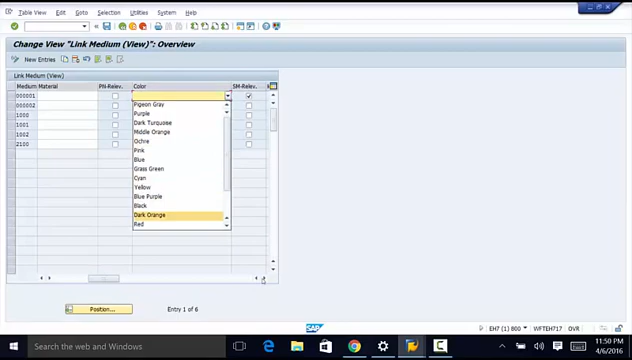 Table View Edit Goto Selection Utilities System Help
Change View "Link Medium (View)": Overview
New Entries
Link Medium (View)
Medium Material PN-Relev. Color SM-Relev.
000001
000002
1000
1001
1002
2100
Pigeon Gray
Purple
Dark Turquoise
Middle Orange
Ochre
Pink
Blue
Grass Green
Cyan
Yellow
Blue Purple
Black
Dark Orange
Red
Position... Entry 1 of 6
SAP
EH7 (1) 800 WFTEH717 OVR
Search the web and Windows
11:50 PM
4/6/2016